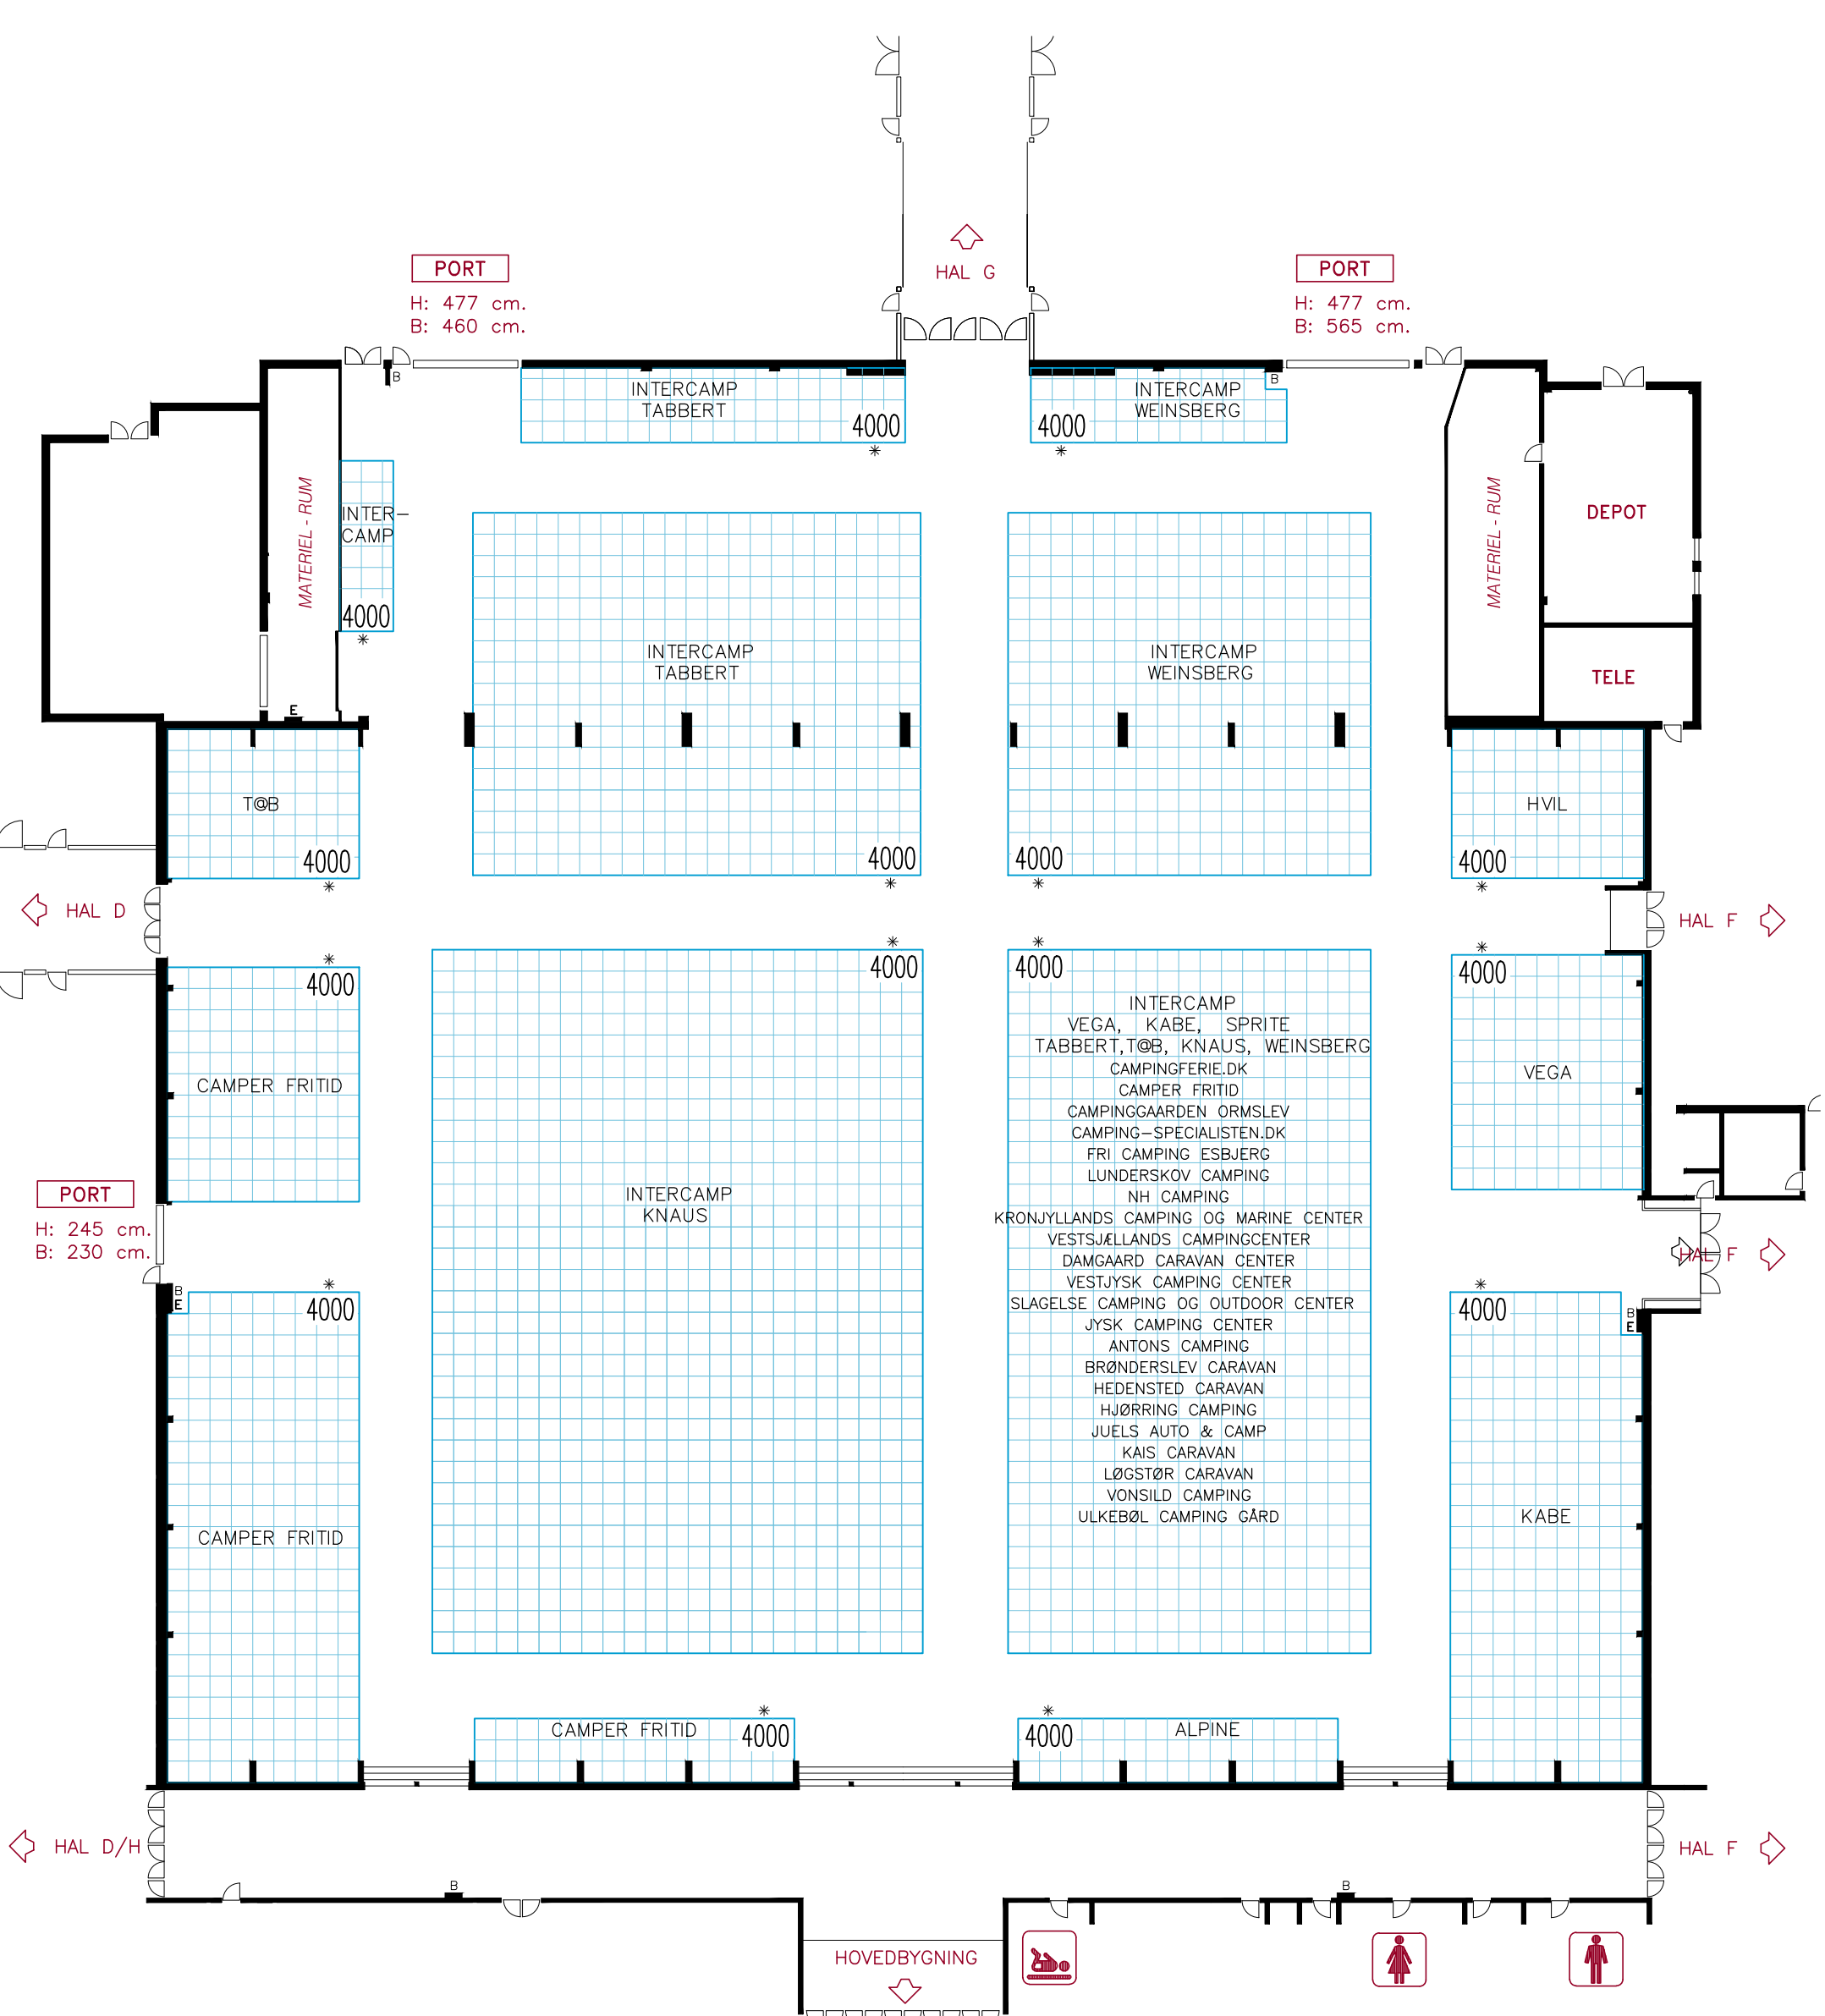 HAL G
PORT
H: 477 cm.
B: 460 cm.
PORT
H: 477 cm.
B: 565 cm.
B
INTERCAMP
TABBERT
4000
*
INTERCAMP
WEINSBERG
4000
*
B
MATERIEL - RUM
INTER-
CAMP
4000
*
E
INTERCAMP
TABBERT
4000
*
INTERCAMP
WEINSBERG
4000
*
MATERIEL - RUM
DEPOT
TELE
T@B
4000
*
HVIL
4000
*
HAL D
HAL F
*
4000
CAMPER FRITID
*
4000
INTERCAMP
KNAUS
*
4000
INTERCAMP
VEGA, KABE, SPRITE
TABBERT,T@B, KNAUS, WEINSBERG
CAMPINGFERIE.DK
CAMPER FRITID
CAMPINGGAARDEN ORMSLEV
CAMPING-SPECIALISTEN.DK
FRI CAMPING ESBJERG
LUNDERSKOV CAMPING
NH CAMPING
KRONJYLLANDS CAMPING OG MARINE CENTER
VESTSJÆLLANDS CAMPINGCENTER
DAMGAARD CARAVAN CENTER
VESTJYSK CAMPING CENTER
SLAGELSE CAMPING OG OUTDOOR CENTER
JYSK CAMPING CENTER
ANTONS CAMPING
BRØNDERSLEV CARAVAN
HEDENSTED CARAVAN
HJØRRING CAMPING
JUELS AUTO & CAMP
KAIS CARAVAN
LØGSTØR CARAVAN
VONSILD CAMPING
ULKEBØL CAMPING GÅRD
*
4000
VEGA
PORT
H: 245 cm.
B: 230 cm.
HAL F
B
E
*
4000
CAMPER FRITID
*
4000
B
E
KABE
CAMPER FRITID
*
4000
*
4000
ALPINE
HAL D/H
HAL F
B
B
HOVEDBYGNING